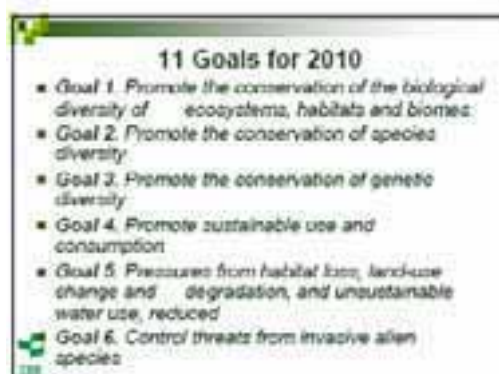 11 Goals for 2010
Goal 1. Promote the conservation of the biological
diversity of ecosystems, habitats and biomes
Goal 2. Promote the conservation of species
diversity
Goal 3. Promote the conservation of genetic
diversity
Goal 4. Promote sustainable use and
consumption
Goal 5. Pressures from habitat loss, land-use
change and degradation, and unsustainable
water use, reduced
Goal 6. Control threats from invasive alien
species